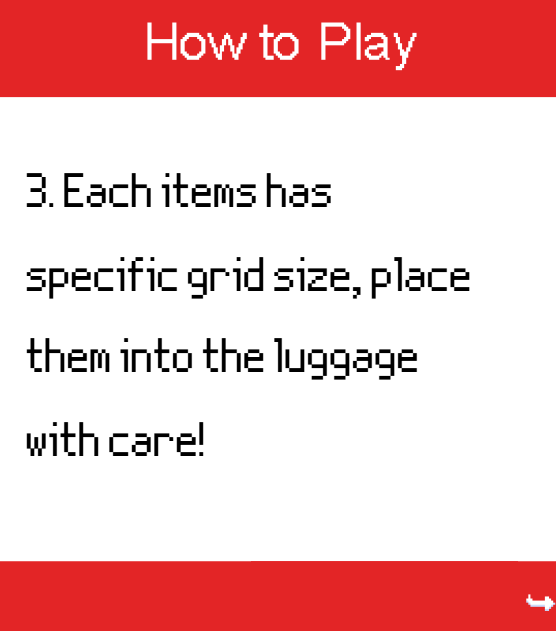 How to Play
3. Each items has
specific grid size, place
them into the luggage
with care!